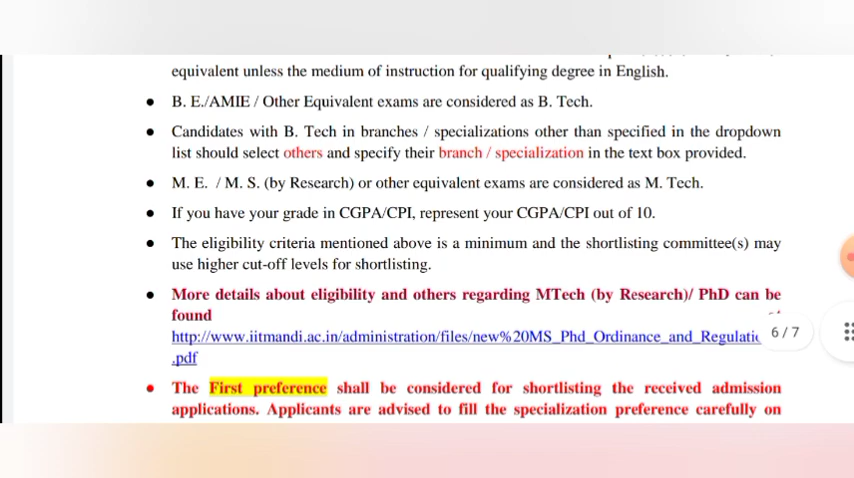 equivalent unless the medium of instruction for qualifying degree in English.
● B. E./AMIE / Other Equivalent exams are considered as B. Tech.
● Candidates with B. Tech in branches / specializations other than specified in the dropdown
list should select others and specify their branch / specialization in the text box provided.
● M. E. / M. S. (by Research) or other equivalent exams are considered as M. Tech.
● If you have your grade in CGPA/CPI, represent your CGPA/CPI out of 10.
● The eligibility criteria mentioned above is a minimum and the shortlisting committee(s) may
use higher cut-off levels for shortlisting.
● More details about eligibility and others regarding MTech (by Research)/ PhD can be
found
http://www.iitmandi.ac.in/administration/files/new%20MS_Phd_Ordinance_and_Regulati
6 / 7
.pdf
● The First preference shall be considered for shortlisting the received admission
applications. Applicants are advised to fill the specialization preference carefully on